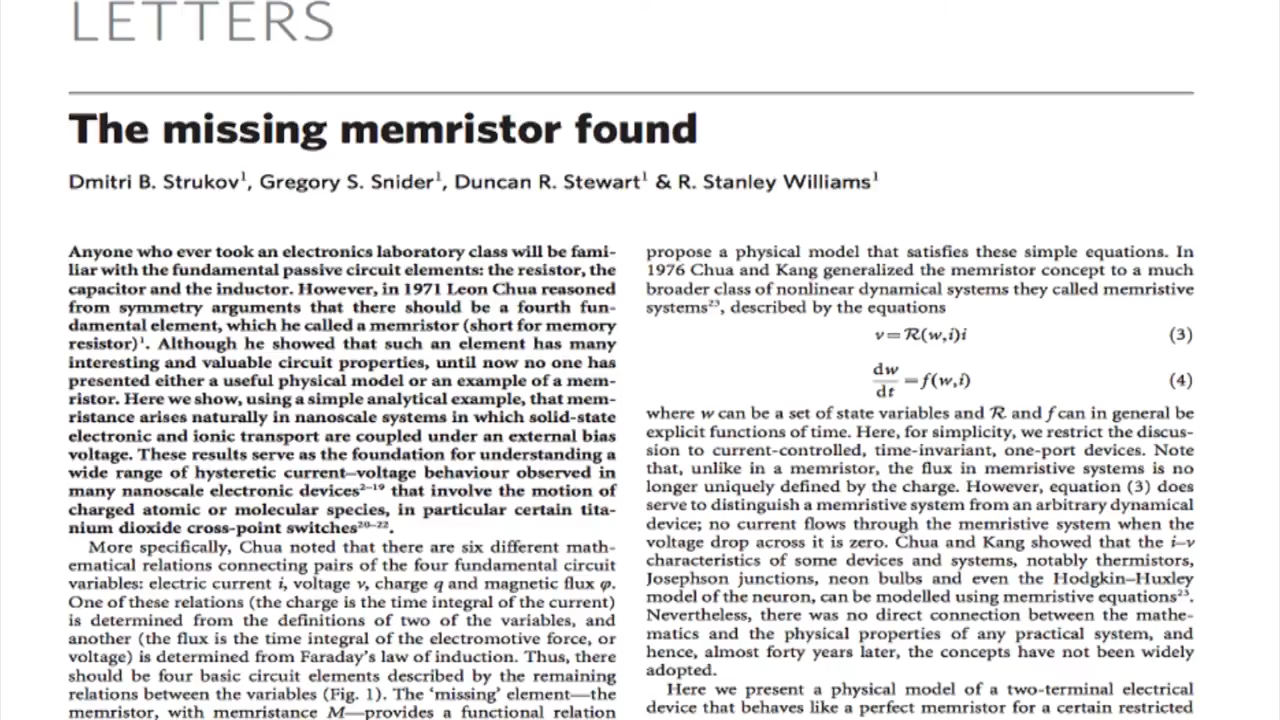 LETTERS
The missing memristor found
Dmitri B. Strukov¹, Gregory S. Snider¹, Duncan R. Stewart¹ & R. Stanley Williams¹
Anyone who ever took an electronics laboratory class will be fami-
liar with the fundamental passive circuit elements: the resistor, the
capacitor and the inductor. However, in 1971 Leon Chua reasoned
from symmetry arguments that there should be a fourth fun-
damental element, which he called a memristor (short for memory
resistor)¹. Although he showed that such an element has many
interesting and valuable circuit properties, until now no one has
presented either a useful physical model or an example of a mem-
ristor. Here we show, using a simple analytical example, that mem-
ristance arises naturally in nanoscale systems in which solid-state
electronic and ionic transport are coupled under an external bias
voltage. These results serve as the foundation for understanding a
wide range of hysteretic current–voltage behaviour observed in
many nanoscale electronic devices²⁻¹⁹ that involve the motion of
charged atomic or molecular species, in particular certain tita-
nium dioxide cross-point switches²⁰⁻²².
More specifically, Chua noted that there are six different math-
ematical relations connecting pairs of the four fundamental circuit
variables: electric current i, voltage v, charge q and magnetic flux φ.
One of these relations (the charge is the time integral of the current)
is determined from the definitions of two of the variables, and
another (the flux is the time integral of the electromotive force, or
voltage) is determined from Faraday's law of induction. Thus, there
should be four basic circuit elements described by the remaining
relations between the variables (Fig. 1). The 'missing' element—the
memristor, with memristance M—provides a functional relation
propose a physical model that satisfies these simple equations. In
1976 Chua and Kang generalized the memristor concept to a much
broader class of nonlinear dynamical systems they called memristive
systems²³, described by the equations
v=R(w,i)i (3)
dw/dt=f(w,i) (4)
where w can be a set of state variables and R and f can in general be
explicit functions of time. Here, for simplicity, we restrict the discus-
sion to current-controlled, time-invariant, one-port devices. Note
that, unlike in a memristor, the flux in memristive systems is no
longer uniquely defined by the charge. However, equation (3) does
serve to distinguish a memristive system from an arbitrary dynamical
device; no current flows through the memristive system when the
voltage drop across it is zero. Chua and Kang showed that the i–v
characteristics of some devices and systems, notably thermistors,
Josephson junctions, neon bulbs and even the Hodgkin–Huxley
model of the neuron, can be modelled using memristive equations²³.
Nevertheless, there was no direct connection between the mathe-
matics and the physical properties of any practical system, and
hence, almost forty years later, the concepts have not been widely
adopted.
Here we present a physical model of a two-terminal electrical
device that behaves like a perfect memristor for a certain restricted